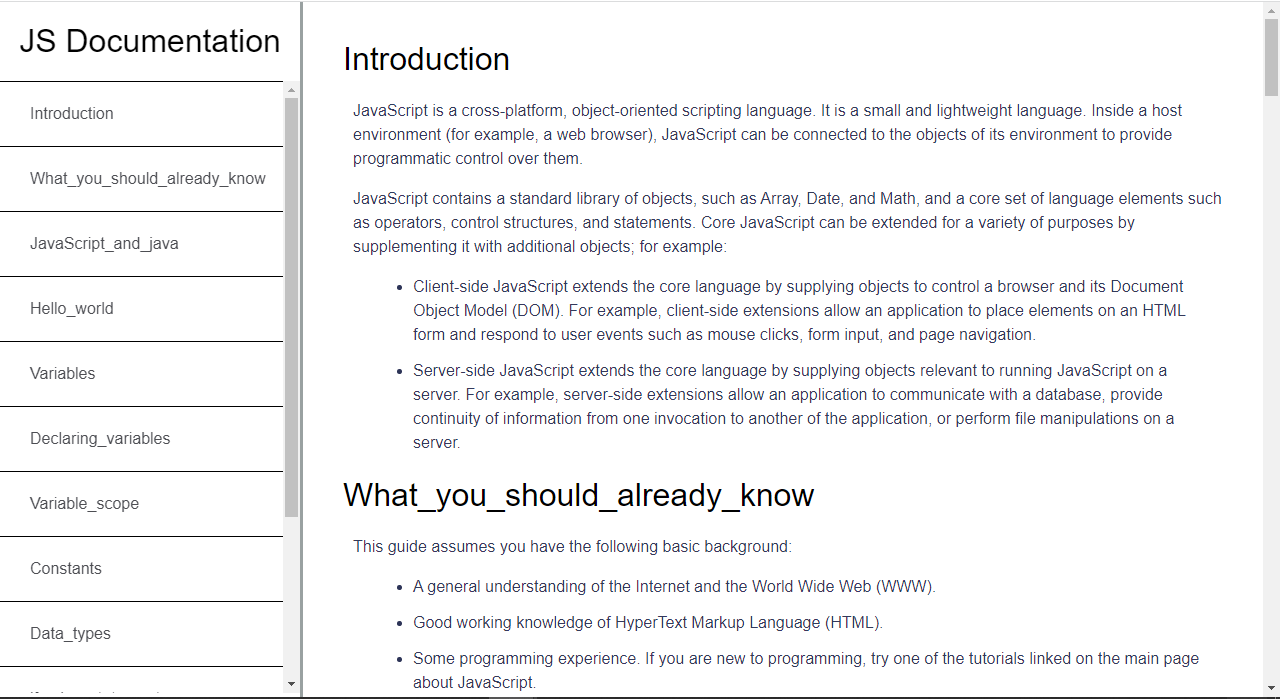 JS Documentation
Introduction
What_you_should_already_know
JavaScript_and_java
Hello_world
Variables
Declaring_variables
Variable_scope
Constants
Data_types
Introduction
JavaScript is a cross-platform, object-oriented scripting language. It is a small and lightweight language. Inside a host
environment (for example, a web browser), JavaScript can be connected to the objects of its environment to provide
programmatic control over them.
JavaScript contains a standard library of objects, such as Array, Date, and Math, and a core set of language elements such
as operators, control structures, and statements. Core JavaScript can be extended for a variety of purposes by
supplementing it with additional objects; for example:
• Client-side JavaScript extends the core language by supplying objects to control a browser and its Document
Object Model (DOM). For example, client-side extensions allow an application to place elements on an HTML
form and respond to user events such as mouse clicks, form input, and page navigation.
• Server-side JavaScript extends the core language by supplying objects relevant to running JavaScript on a
server. For example, server-side extensions allow an application to communicate with a database, provide
continuity of information from one invocation to another of the application, or perform file manipulations on a
server.
What_you_should_already_know
This guide assumes you have the following basic background:
• A general understanding of the Internet and the World Wide Web (WWW).
• Good working knowledge of HyperText Markup Language (HTML).
• Some programming experience. If you are new to programming, try one of the tutorials linked on the main page
about JavaScript.